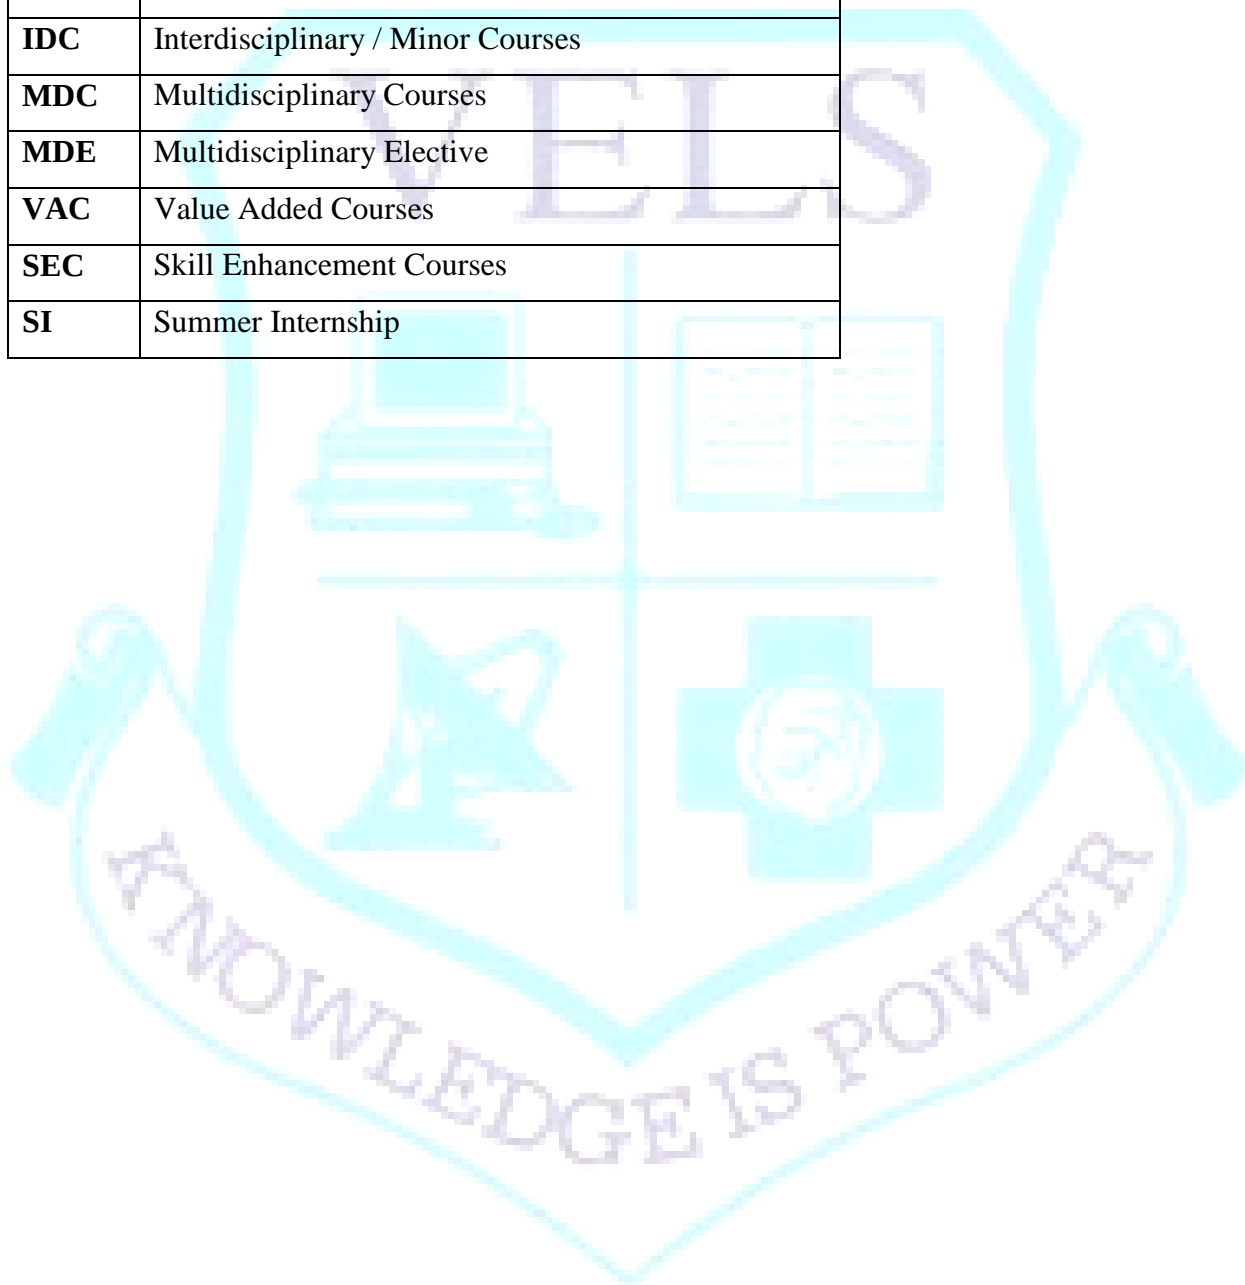 IDC Interdisciplinary / Minor Courses
MDC Multidisciplinary Courses
MDE Multidisciplinary Elective
VAC Value Added Courses
SEC Skill Enhancement Courses
SI Summer Internship
VELS
KNOWLEDGE IS POWER